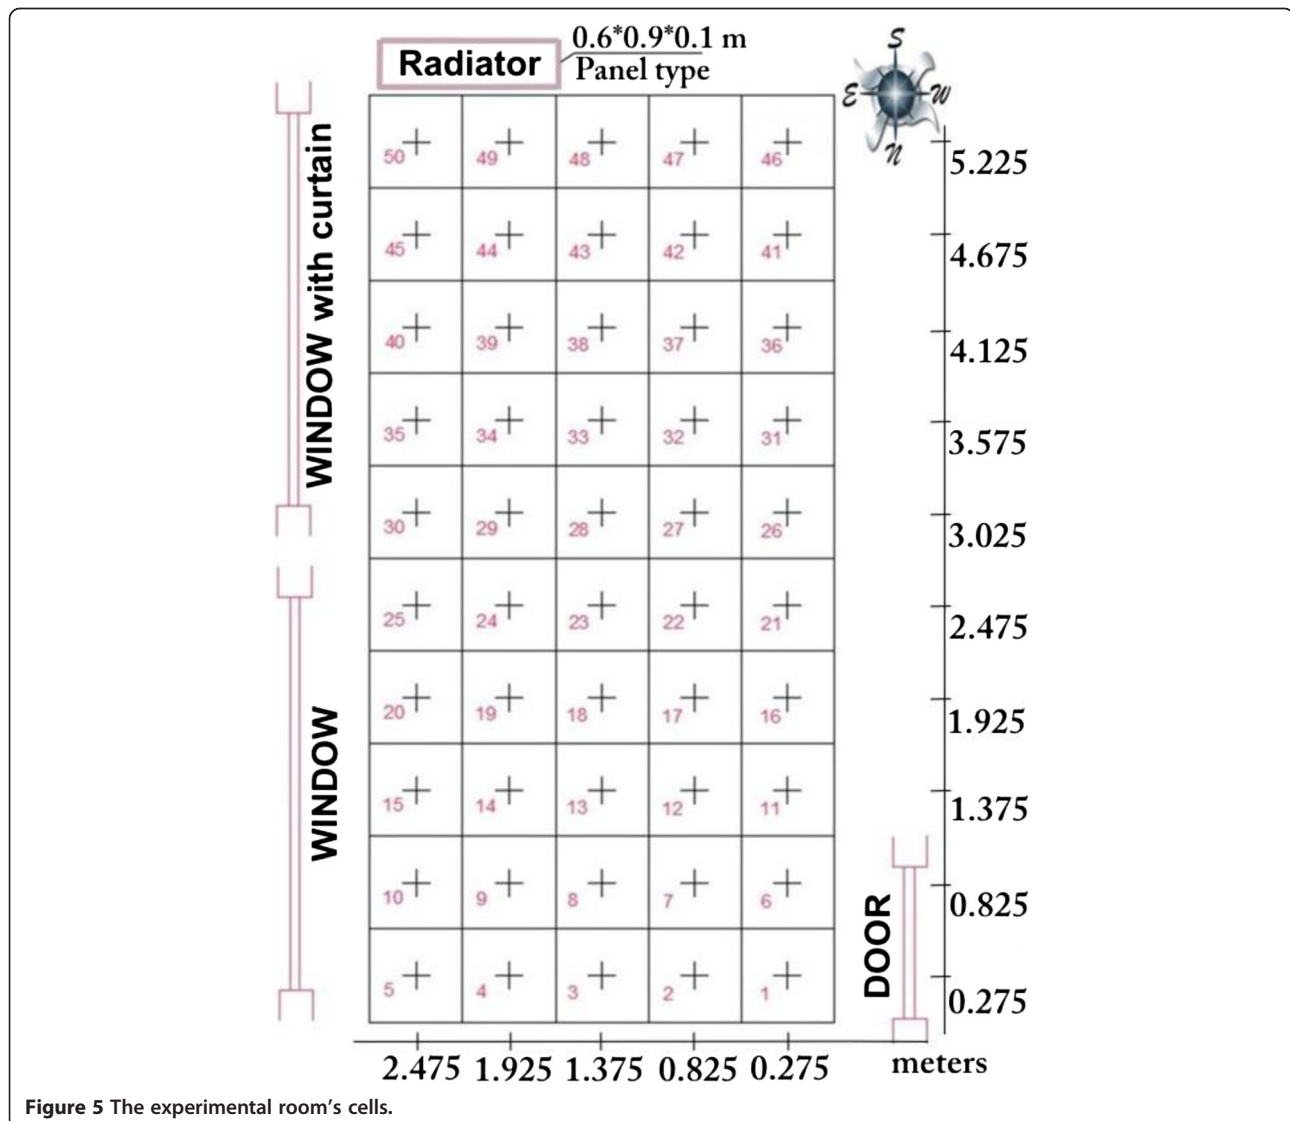 0.6*0.9*0.1 m
Radiator
Panel type
S
E
W
N
WINDOW with curtain
WINDOW
DOOR
50 49 48 47 46
45 44 43 42 41
40 39 38 37 36
35 34 33 32 31
30 29 28 27 26
25 24 23 22 21
20 19 18 17 16
15 14 13 12 11
10 9 8 7 6
5 4 3 2 1
5.225
4.675
4.125
3.575
3.025
2.475
1.925
1.375
0.825
0.275
2.475 1.925 1.375 0.825 0.275 meters
Figure 5 The experimental room's cells.